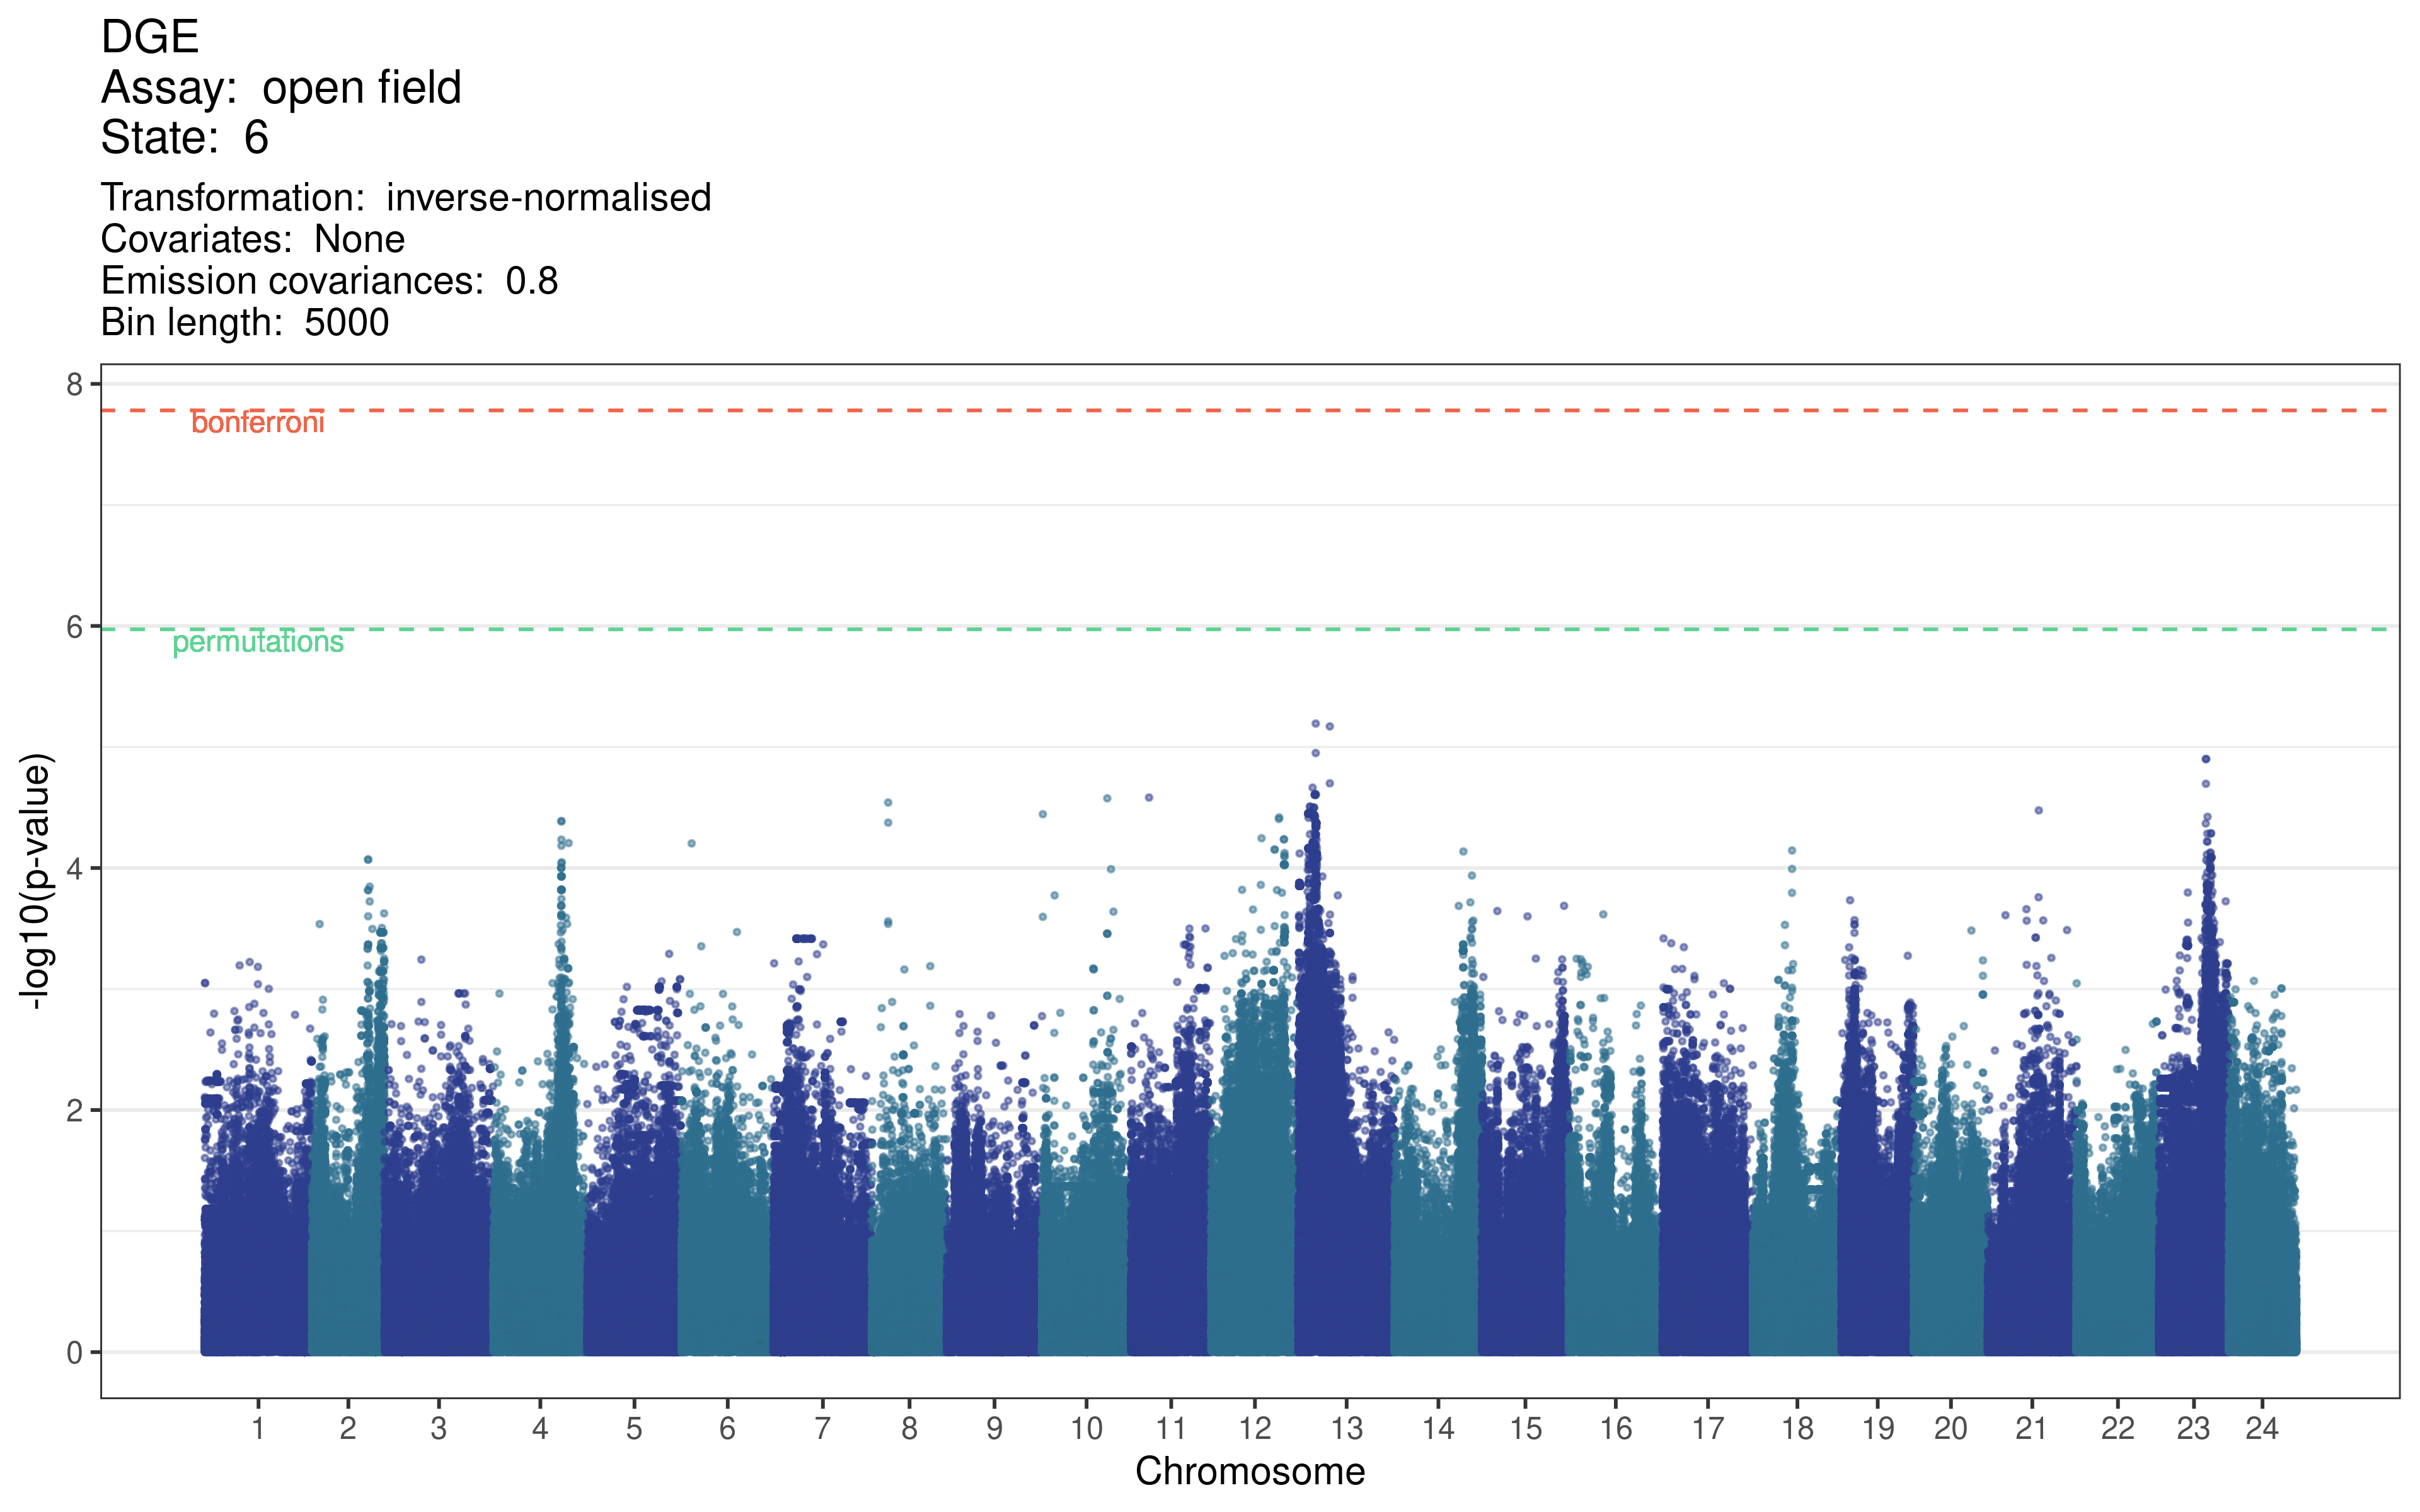 DGE
Assay:  open field
State:  6
Transformation:  inverse-normalised
Covariates:  None
Emission covariances:  0.8
Bin length:  5000
8
bonferroni
6
permutations
4
2
0
-log10(p-value)
1 2 3 4 5 6 7 8 9 10 11 12 13 14 15 16 17 18 19 20 21 22 23 24
Chromosome